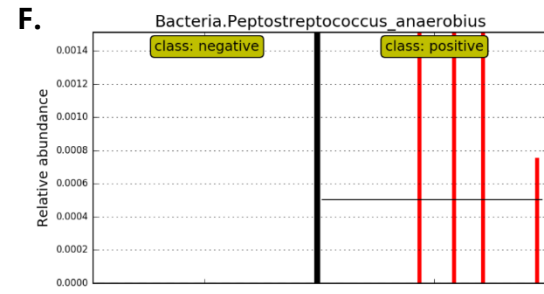 F.
Bacteria.Peptostreptococcus_anaerobius
class: negative
class: positive
Relative abundance
0.0014
0.0012
0.0010
0.0008
0.0006
0.0004
0.0002
0.0000